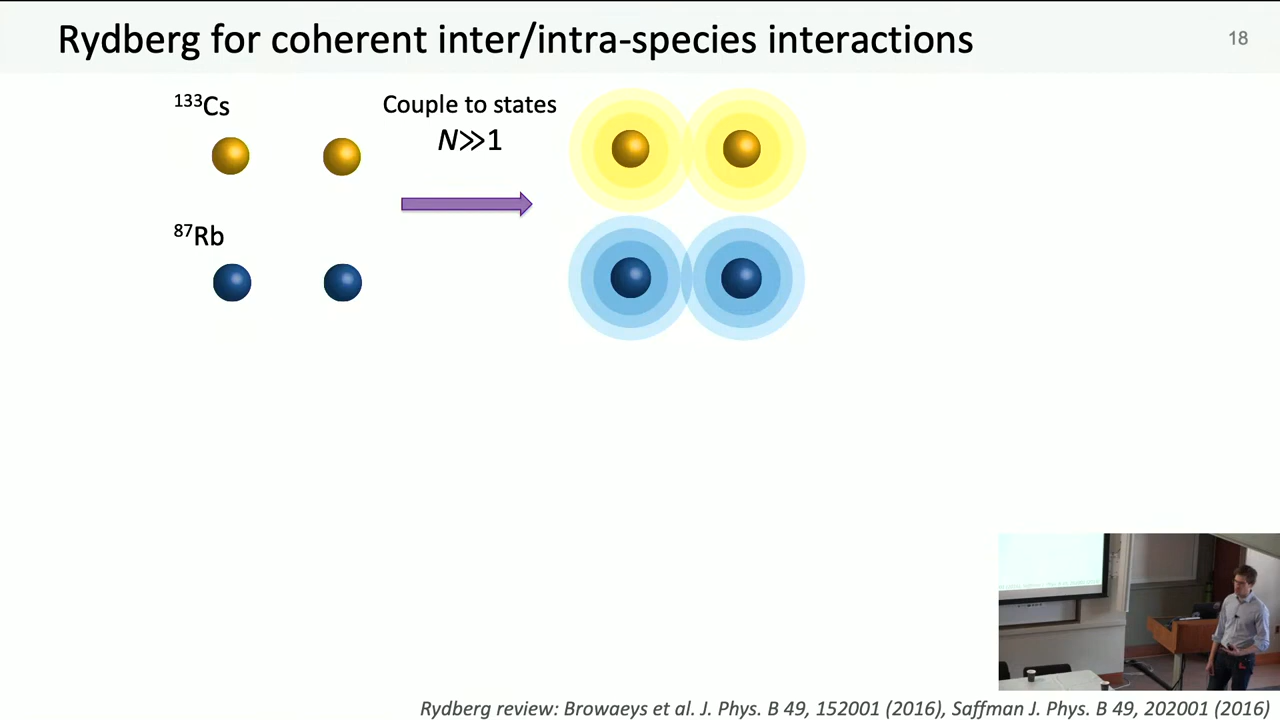 Rydberg for coherent inter/intra-species interactions
18
¹³³Cs
Couple to states
N≫1
⁸⁷Rb
Rydberg review: Browaeys et al. J. Phys. B 49, 152001 (2016), Saffman J. Phys. B 49, 202001 (2016)